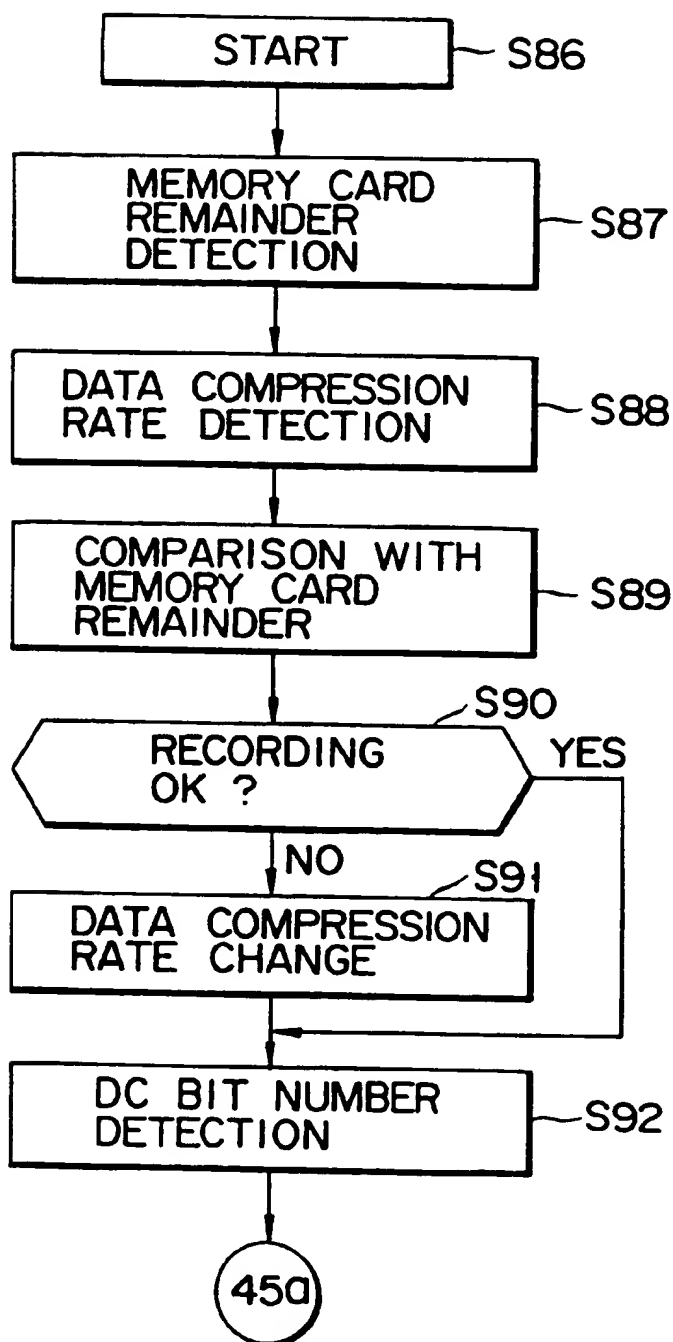 START
S86
MEMORY CARD
REMAINDER
DETECTION
S87
DATA COMPRESSION
RATE DETECTION
S88
COMPARISON WITH
MEMORY CARD
REMAINDER
S89
S90
RECORDING
OK ?
YES
NO
S91
DATA COMPRESSION
RATE CHANGE
DC BIT NUMBER
DETECTION
S92
45a